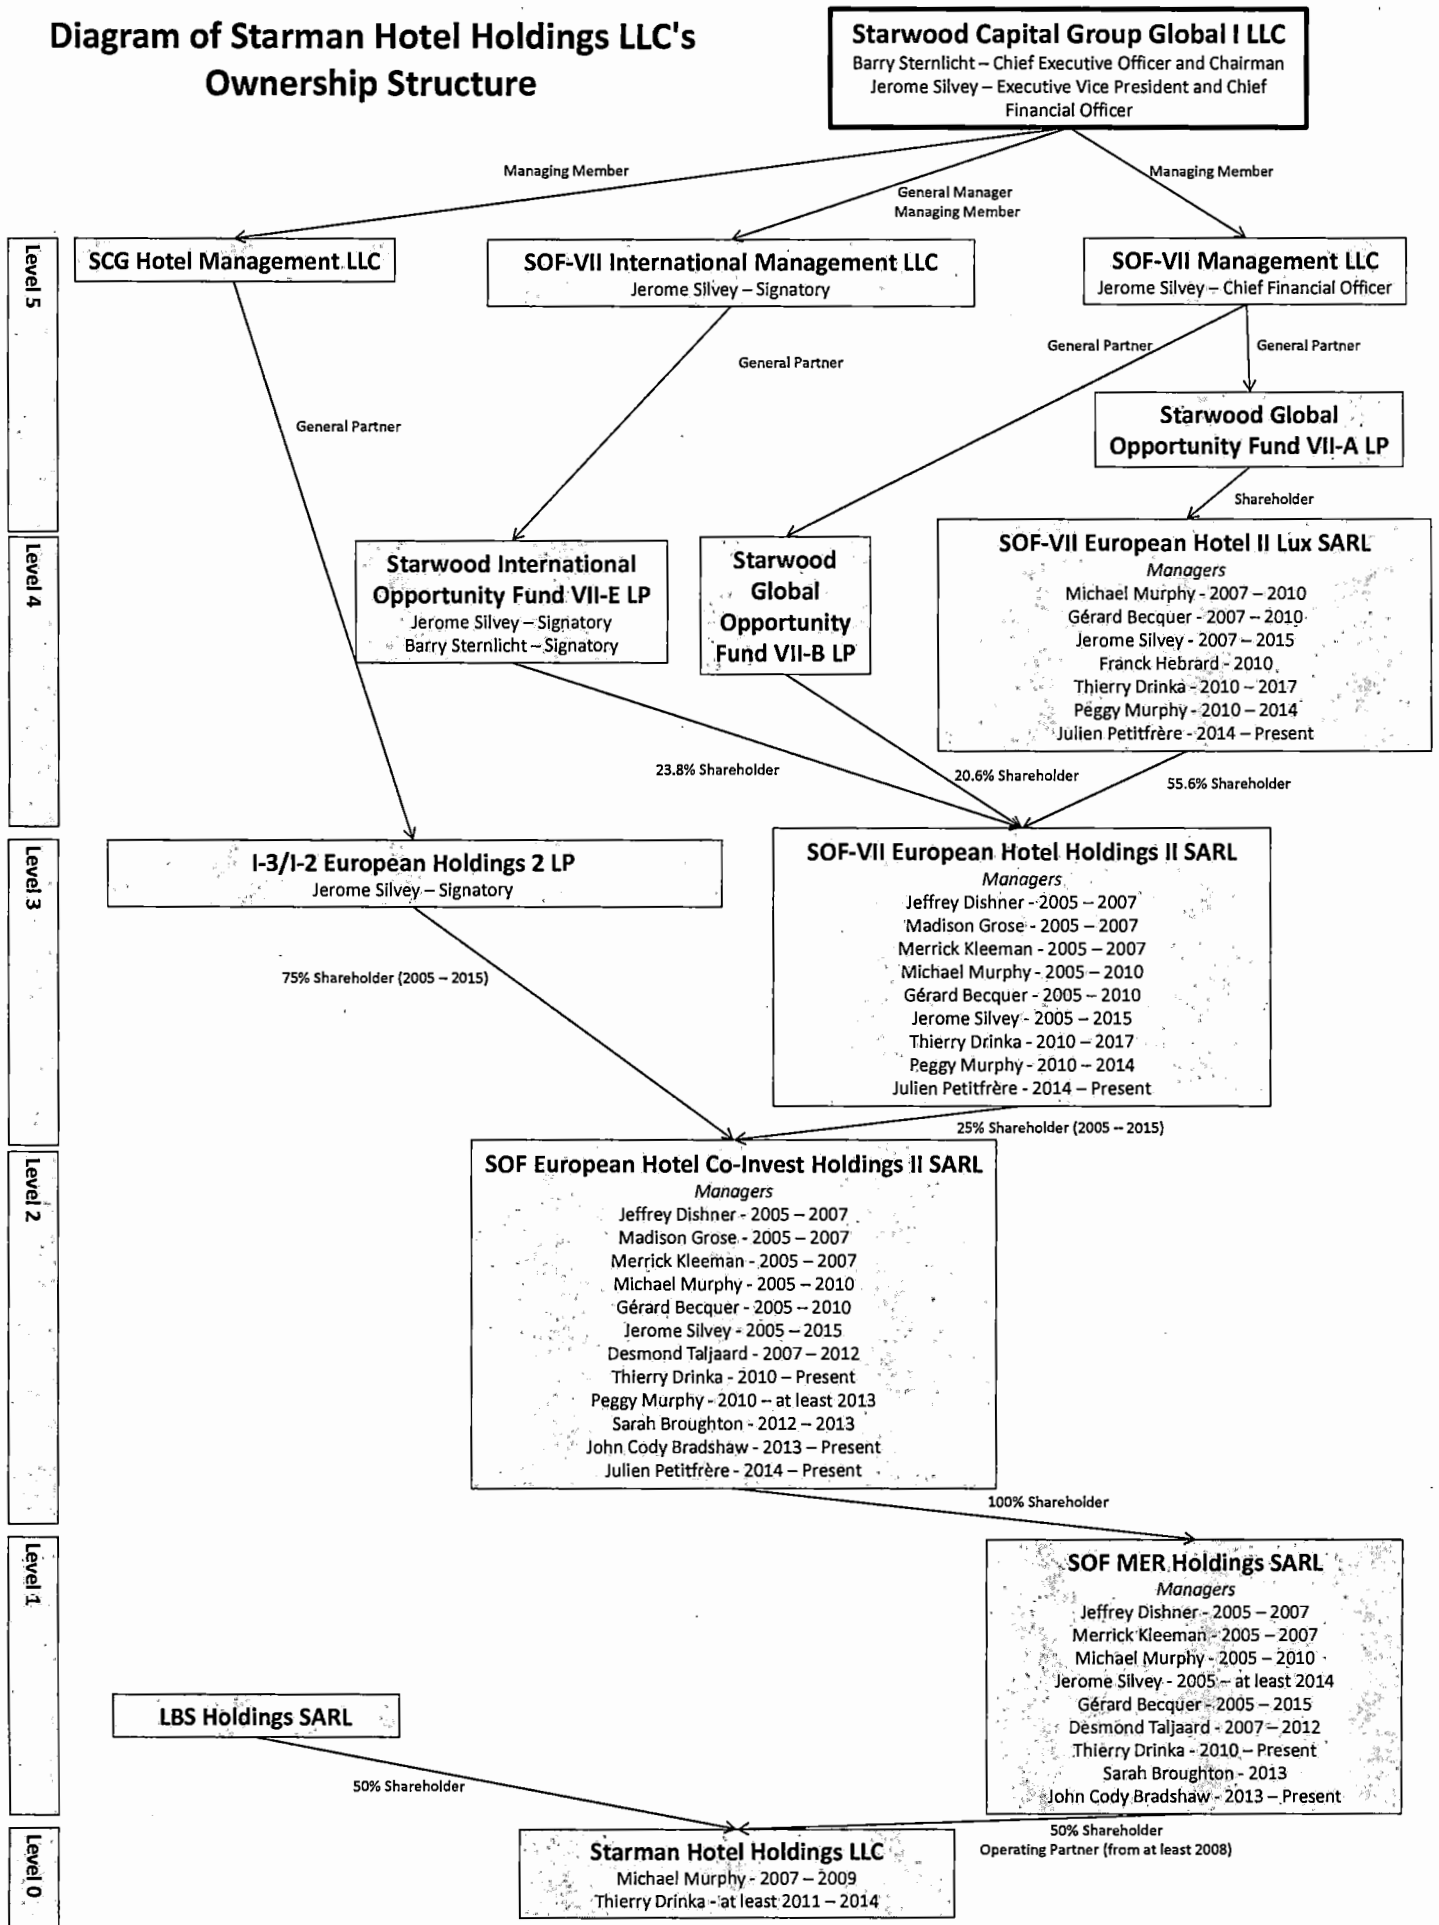 Diagram of Starman Hotel Holdings LLC's
Ownership Structure
Starwood Capital Group Global I LLC
Barry Sternlicht – Chief Executive Officer and Chairman
Jerome Silvey – Executive Vice President and Chief
Financial Officer
Managing Member
General Manager
Managing Member
Managing Member
Level 5
SCG Hotel Management LLC
SOF-VII International Management LLC
Jerome Silvey – Signatory
SOF-VII Management LLC
Jerome Silvey – Chief Financial Officer
General Partner
General Partner
General Partner
General Partner
Starwood Global
Opportunity Fund VII-A LP
Shareholder
Level 4
Starwood International
Opportunity Fund VII-E LP
Jerome Silvey – Signatory
Barry Sternlicht – Signatory
Starwood
Global
Opportunity
Fund VII-B LP
SOF-VII European Hotel II Lux SARL
Managers
Michael Murphy - 2007 – 2010
Gérard Becquer - 2007 – 2010
Jerome Silvey - 2007 – 2015
Franck Hebrard - 2010
Thierry Drinka - 2010 – 2017
Peggy Murphy - 2010 – 2014
Julien Petitfrère - 2014 – Present
23.8% Shareholder
20.6% Shareholder
55.6% Shareholder
Level 3
I-3/I-2 European Holdings 2 LP
Jerome Silvey – Signatory
SOF-VII European Hotel Holdings II SARL
Managers
Jeffrey Dishner - 2005 – 2007
Madison Grose - 2005 – 2007
Merrick Kleeman - 2005 – 2007
Michael Murphy - 2005 – 2010
Gérard Becquer - 2005 – 2010
Jerome Silvey - 2005 – 2015
Thierry Drinka - 2010 – 2017
Peggy Murphy - 2010 – 2014
Julien Petitfrère - 2014 – Present
75% Shareholder (2005 – 2015)
25% Shareholder (2005 – 2015)
Level 2
SOF European Hotel Co-Invest Holdings II SARL
Managers
Jeffrey Dishner - 2005 – 2007
Madison Grose - 2005 – 2007
Merrick Kleeman - 2005 – 2007
Michael Murphy - 2005 – 2010
Gérard Becquer - 2005 – 2010
Jerome Silvey - 2005 – 2015
Desmond Taljaard - 2007 – 2012
Thierry Drinka - 2010 – Present
Peggy Murphy - 2010 – at least 2013
Sarah Broughton - 2012 – 2013
John Cody Bradshaw - 2013 – Present
Julien Petitfrère - 2014 – Present
100% Shareholder
Level 1
SOF MER Holdings SARL
Managers
Jeffrey Dishner - 2005 – 2007
Merrick Kleeman - 2005 – 2007
Michael Murphy - 2005 – 2010
Jerome Silvey - 2005 – at least 2014
Gérard Becquer - 2005 – 2015
Desmond Taljaard - 2007 – 2012
Thierry Drinka - 2010 – Present
Sarah Broughton - 2013
John Cody Bradshaw - 2013 – Present
LBS Holdings SARL
50% Shareholder
50% Shareholder
Operating Partner (from at least 2008)
Level 0
Starman Hotel Holdings LLC
Michael Murphy - 2007 – 2009
Thierry Drinka - at least 2011 – 2014